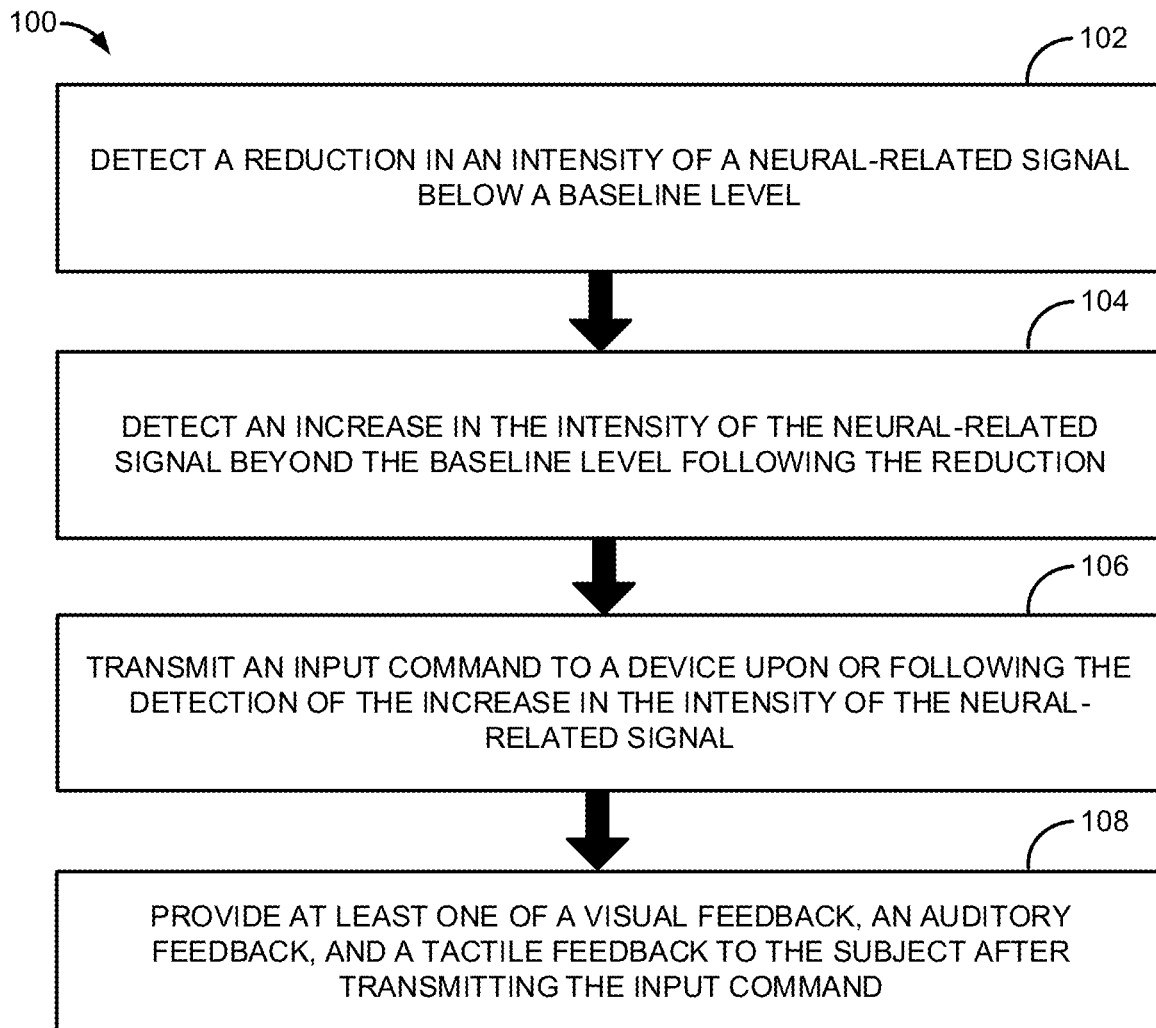 100
102
DETECT A REDUCTION IN AN INTENSITY OF A NEURAL-RELATED SIGNAL
BELOW A BASELINE LEVEL
104
DETECT AN INCREASE IN THE INTENSITY OF THE NEURAL-RELATED
SIGNAL BEYOND THE BASELINE LEVEL FOLLOWING THE REDUCTION
106
TRANSMIT AN INPUT COMMAND TO A DEVICE UPON OR FOLLOWING THE
DETECTION OF THE INCREASE IN THE INTENSITY OF THE NEURAL-
RELATED SIGNAL
108
PROVIDE AT LEAST ONE OF A VISUAL FEEDBACK, AN AUDITORY
FEEDBACK, AND A TACTILE FEEDBACK TO THE SUBJECT AFTER
TRANSMITTING THE INPUT COMMAND